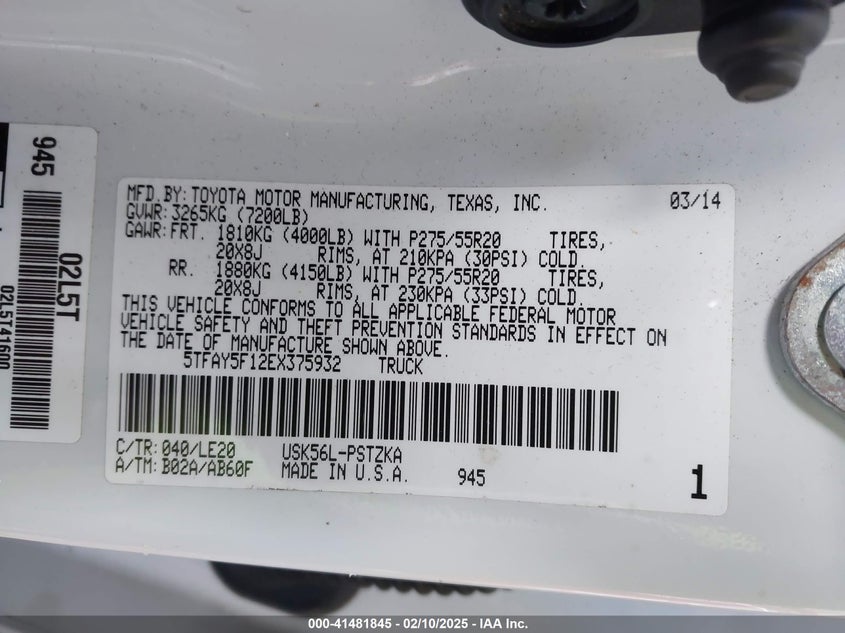 945
02L5T
02L5T41600
MFD.BY:TOYOTA MOTOR MANUFACTURING, TEXAS, INC. 03/14
GVWR:3265KG (7200LB)
GAWR:FRT. 1810KG (4000LB) WITH P275/55R20 TIRES,
20X8J RIMS, AT 210KPA (30PSI) COLD.
RR. 1880KG (4150LB) WITH P275/55R20 TIRES,
20X8J RIMS, AT 230KPA (33PSI) COLD.
THIS VEHICLE CONFORMS TO ALL APPLICABLE FEDERAL MOTOR
VEHICLE SAFETY AND THEFT PREVENTION STANDARDS IN EFFECT ON
THE DATE OF MANUFACTURE SHOWN ABOVE.
5TFAY5F12EX375932 TRUCK
C/TR:040/LE20 USK56L-PSTZKA
A/TM:B02A/AB60F MADE IN U.S.A. 945
1
000-41481845 — 02/10/2025 — IAA Inc.